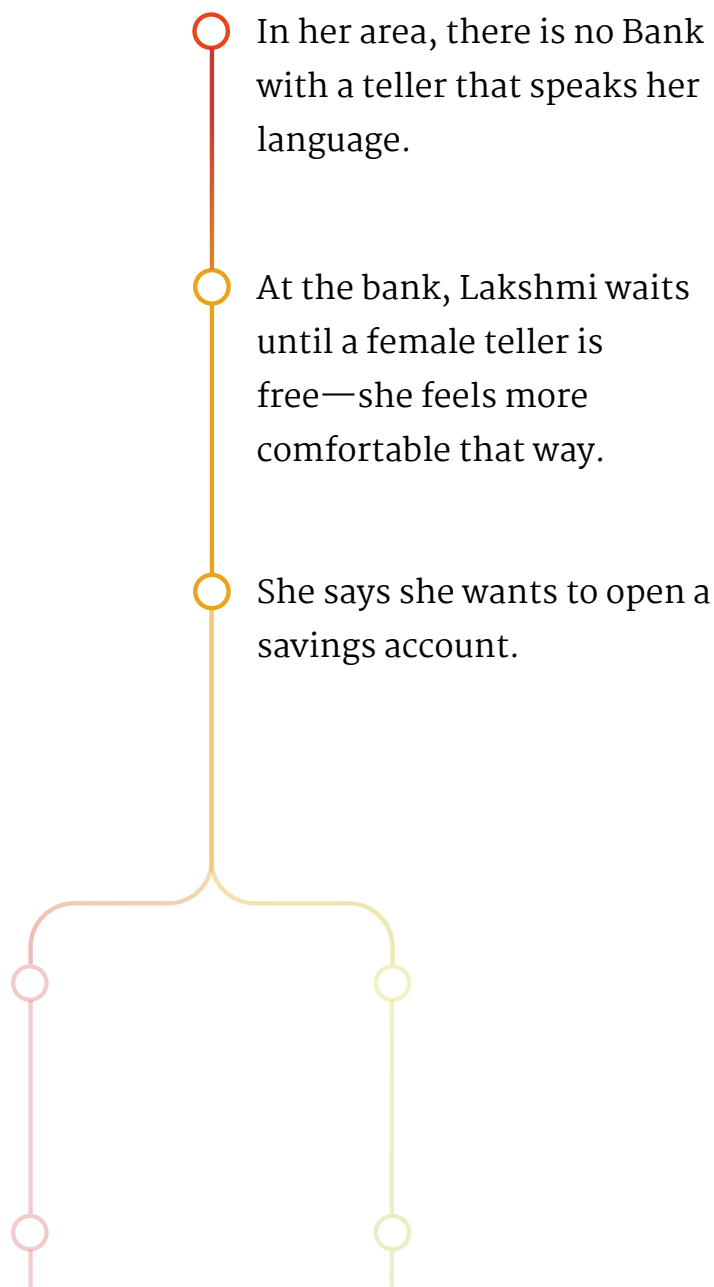 In her area, there is no Bank
with a teller that speaks her
language.
At the bank, Lakshmi waits
until a female teller is
free—she feels more
comfortable that way.
She says she wants to open a
savings account.